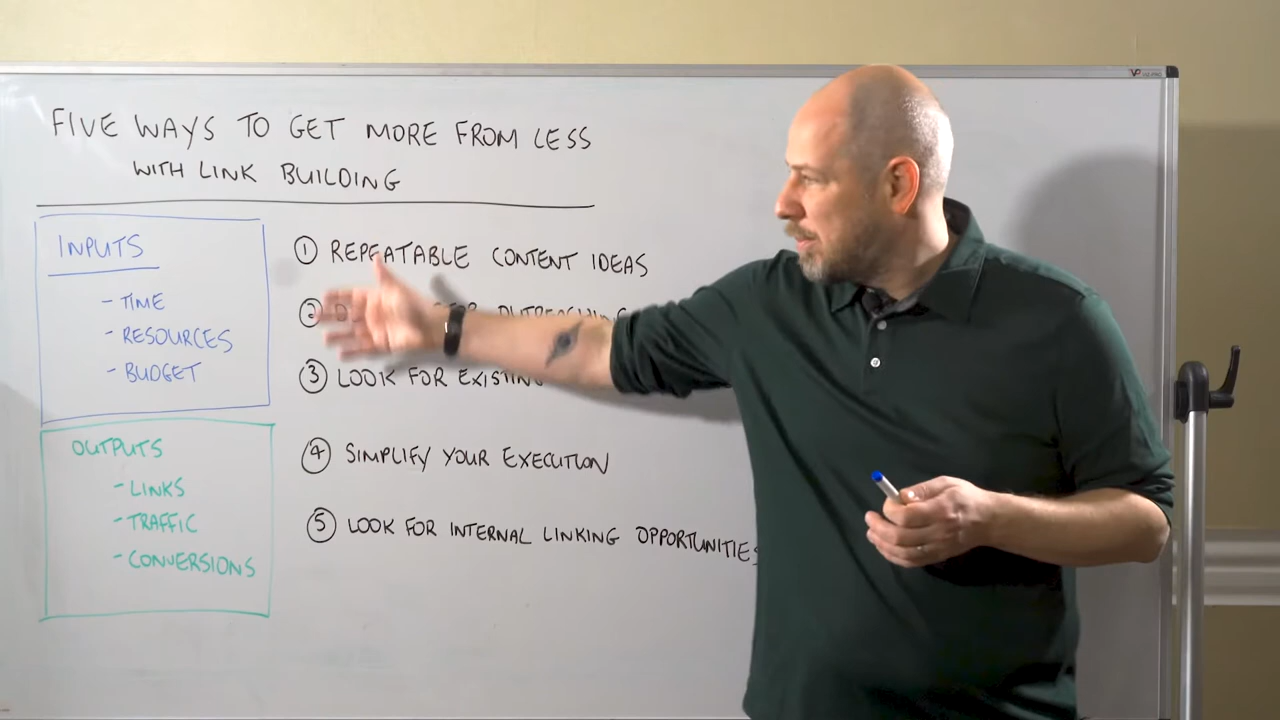 FIVE WAYS TO GET MORE FROM LESS
WITH LINK BUILDING
INPUTS
- TIME
- RESOURCES
- BUDGET
OUTPUTS
- LINKS
- TRAFFIC
- CONVERSIONS
① REPEATABLE CONTENT IDEAS
②
③ LOOK FOR EXISTING
④ SIMPLIFY YOUR EXECUTION
⑤ LOOK FOR INTERNAL LINKING OPPORTUNITIES